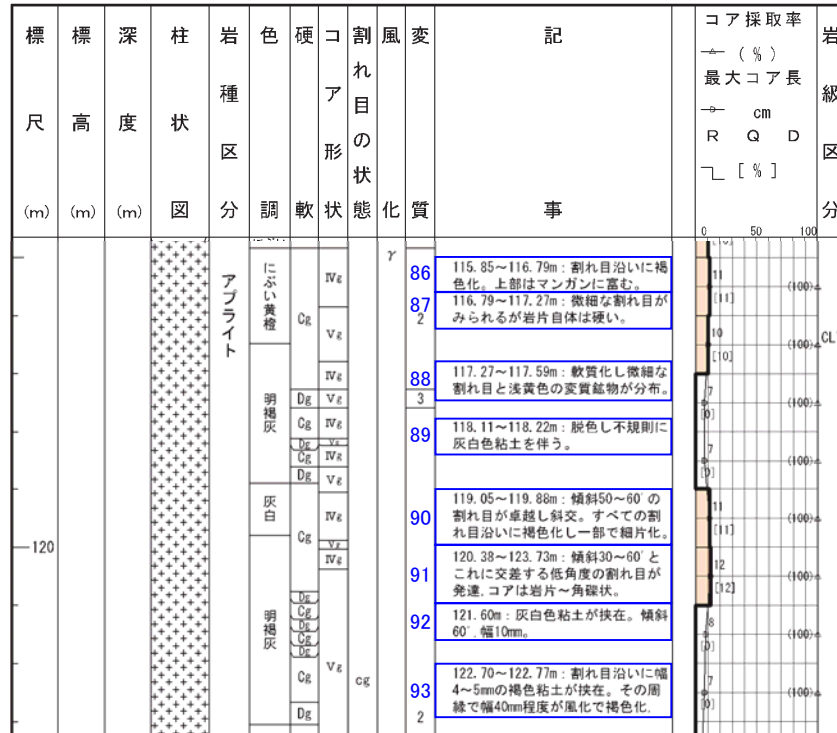 標尺(m)
標高(m)
深度(m)
柱状図
岩種区分
色調
硬軟
コア形状
割れ目の状態
風化
変質
記事
コア採取率
(%)
最大コア長
cm
R Q D
[%]
岩級区分
0 50 100
120
アプライト
にぶい黄橙
明褐灰
灰白
明褐灰
Cg
Dg
Cg
Dg
Cg
Dg
Cg
Dg
Cg
Dg
Cg
Dg
Cg
Dg
Ⅳg
Ⅴg
Ⅳg
Ⅴg
Ⅳg
Ⅴg
Ⅳg
Ⅴg
Ⅳg
Ⅴg
Ⅳg
Ⅴg
cg
γ
86
115.85～116.79m：割れ目沿いに褐
色化。上部はマンガンに富む。
87
2
116.79～117.27m：微細な割れ目が
みられるが岩片自体は硬い。
88
3
117.27～117.59m：軟質化し微細な
割れ目と浅黄色の変質鉱物が分布。
89
118.11～118.22m：脱色し不規則に
灰白色粘土を伴う。
90
119.05～119.88m：傾斜50～60ﾟの
割れ目が卓越し斜交。すべての割
れ目沿いに褐色化し一部で細片化。
91
120.38～123.73m：傾斜30～60ﾟと
これに交差する低角度の割れ目が
発達.コアは岩片～角礫状。
92
121.60m：灰白色粘土が挟在。傾斜
60ﾟ.幅10mm。
93
2
122.70～122.77m：割れ目沿いに幅
4～5mmの褐色粘土が挟在。その周
縁で幅40mm程度が風化で褐色化.
11
[11]
(100)
10
[10]
(100)
7
[0]
(100)
7
[0]
(100)
11
[11]
(100)
12
[12]
(100)
8
[0]
(100)
7
[0]
(100)
CL